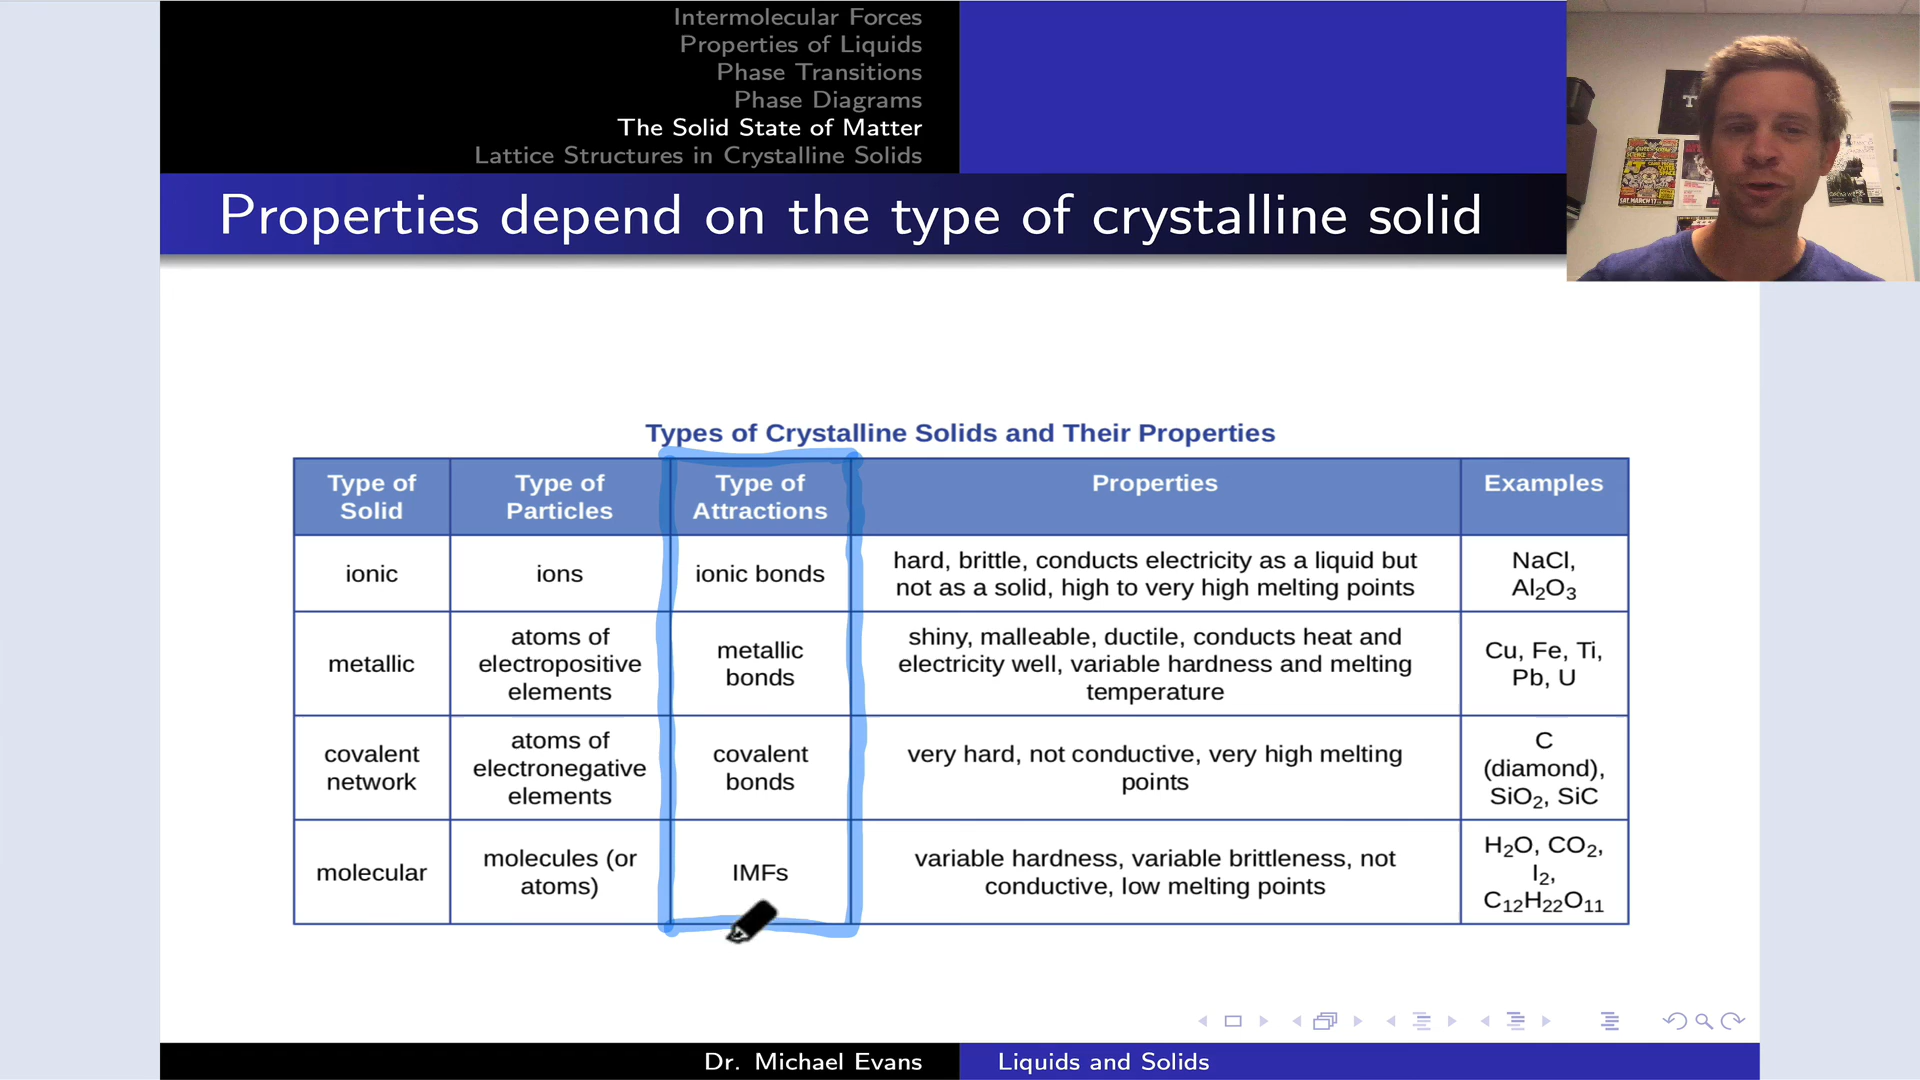 Intermolecular Forces
Properties of Liquids
Phase Transitions
Phase Diagrams
The Solid State of Matter
Lattice Structures in Crystalline Solids
Properties depend on the type of crystalline solid
Types of Crystalline Solids and Their Properties
Type of Solid
Type of Particles
Type of Attractions
Properties
Examples
ionic
ions
ionic bonds
hard, brittle, conducts electricity as a liquid but
not as a solid, high to very high melting points
NaCl,
Al₂O₃
metallic
atoms of
electropositive
elements
metallic
bonds
shiny, malleable, ductile, conducts heat and
electricity well, variable hardness and melting
temperature
Cu, Fe, Ti,
Pb, U
covalent
network
atoms of
electronegative
elements
covalent
bonds
very hard, not conductive, very high melting
points
C
(diamond),
SiO₂, SiC
molecular
molecules (or
atoms)
IMFs
variable hardness, variable brittleness, not
conductive, low melting points
H₂O, CO₂,
I₂,
C₁₂H₂₂O₁₁
Dr. Michael Evans
Liquids and Solids